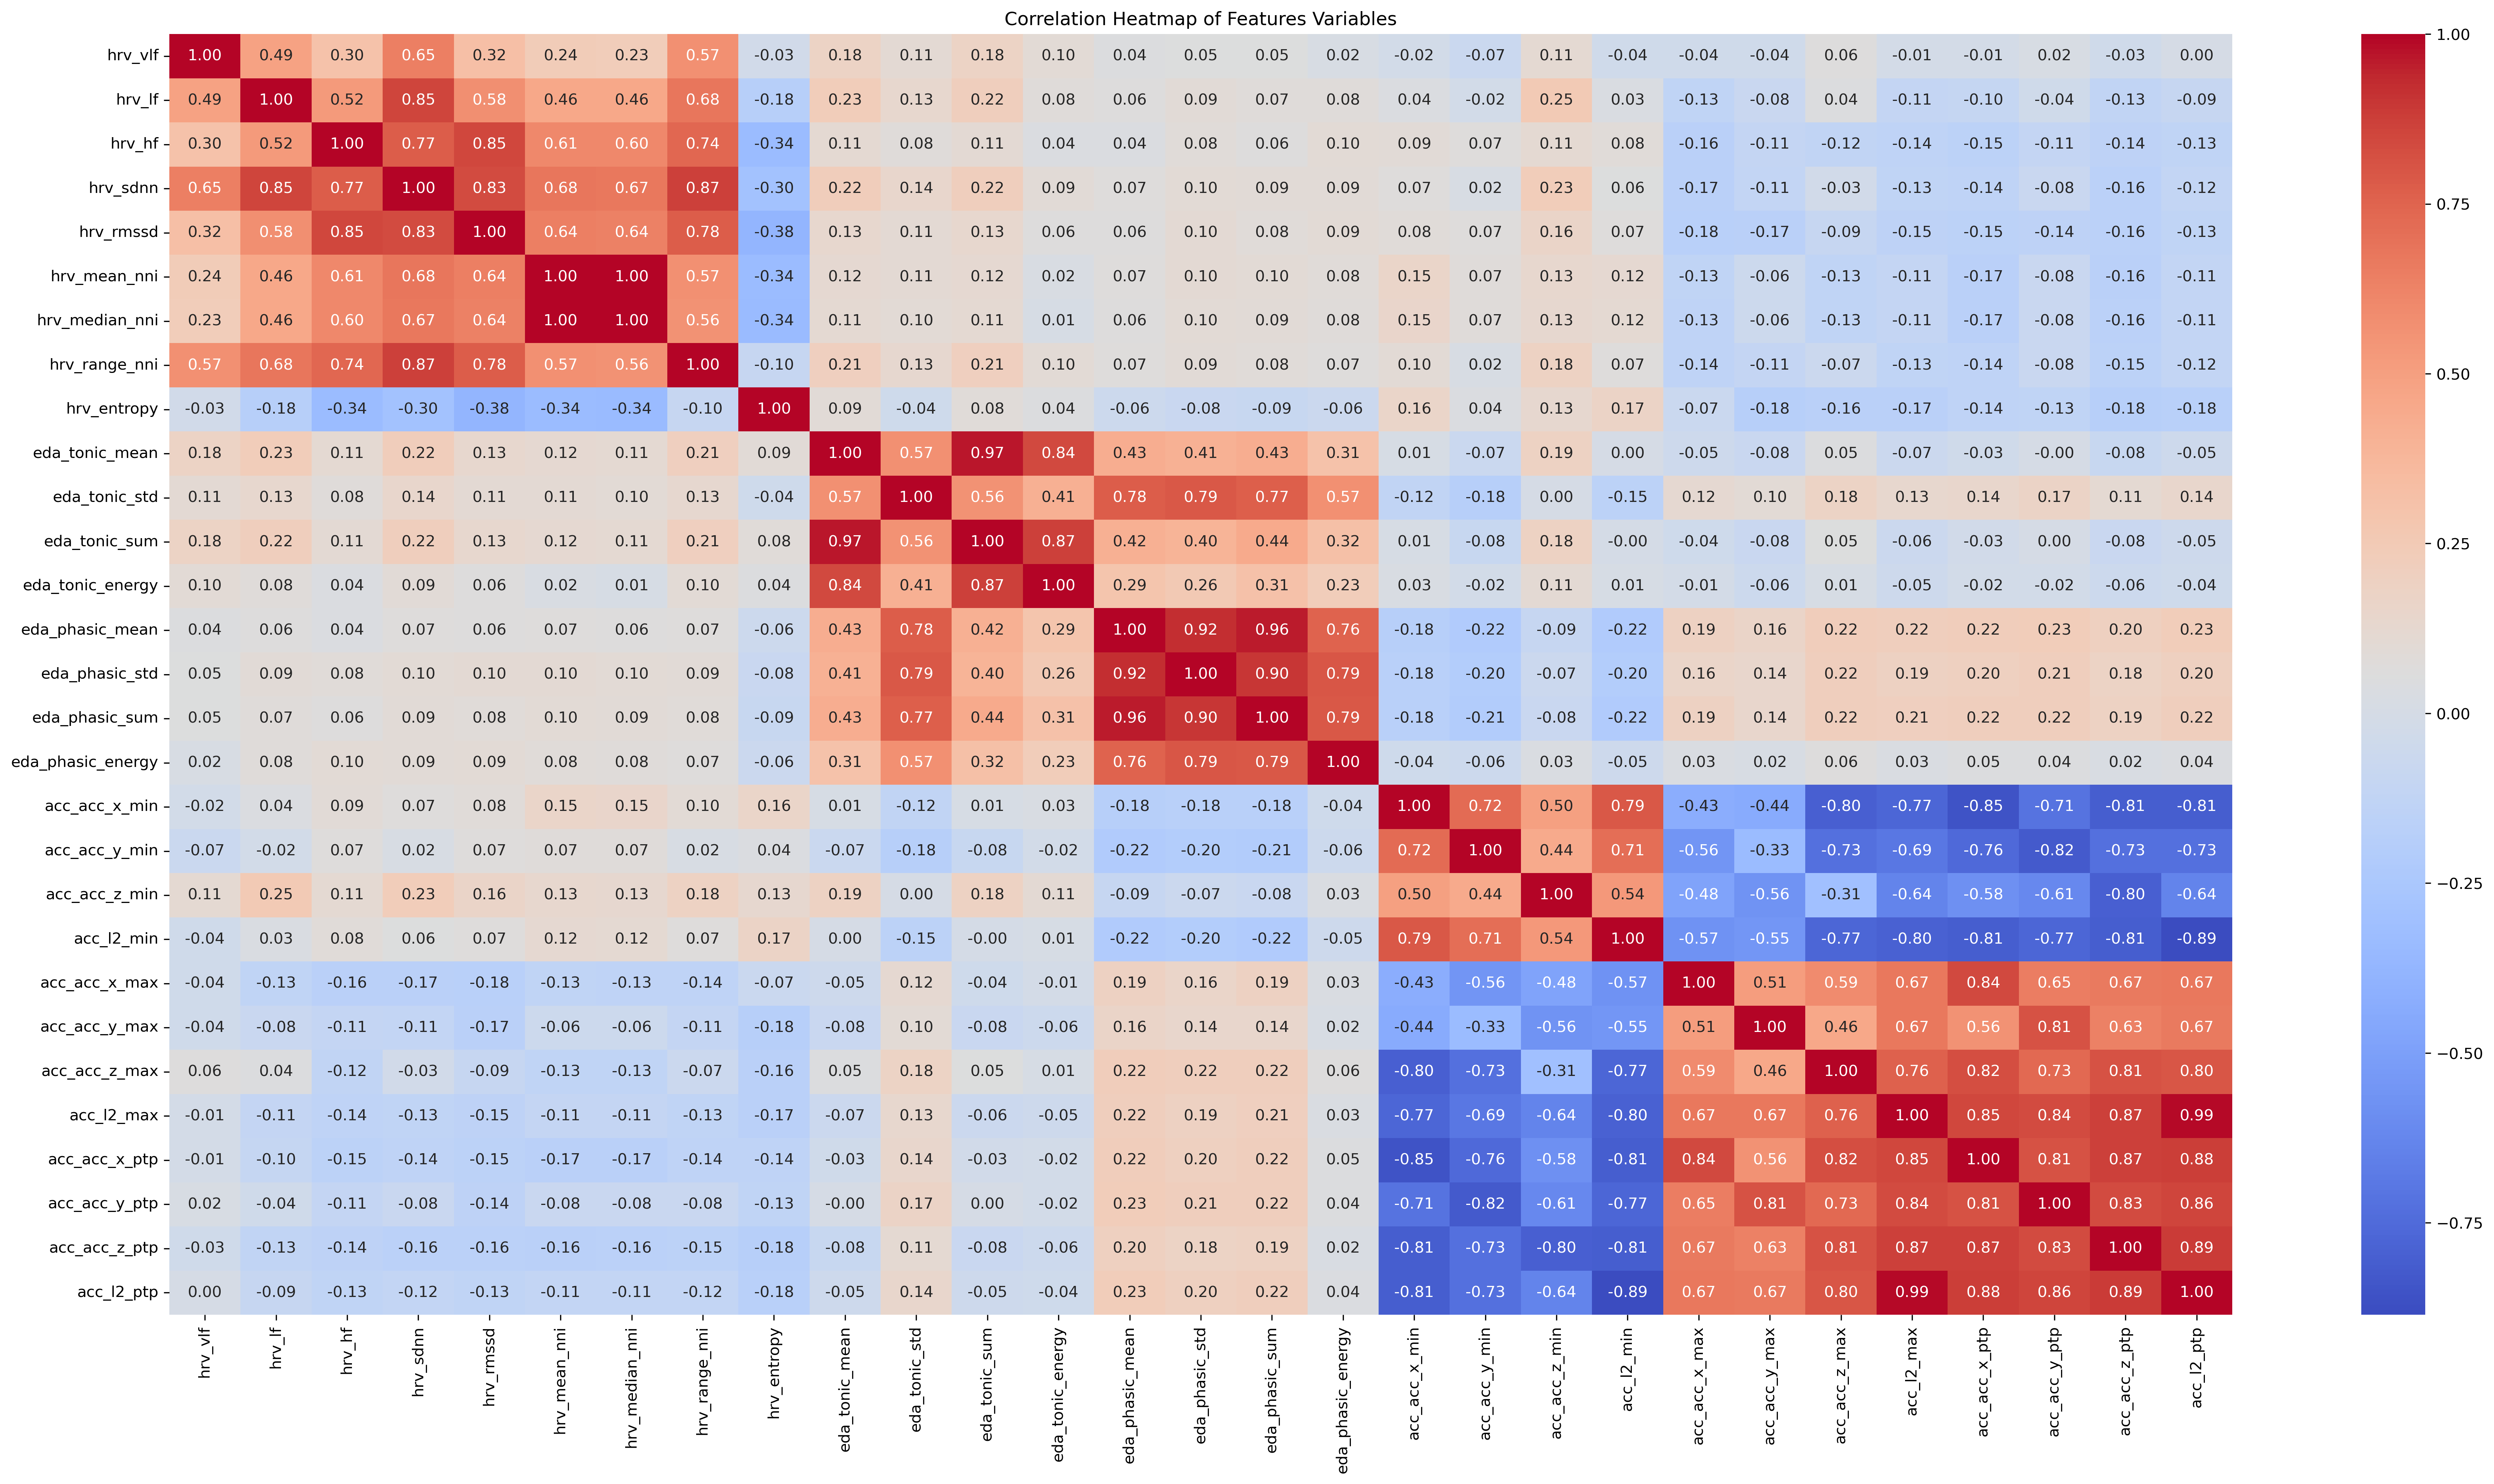 Correlation Heatmap of Features Variables
hrv_vlf 1.00 0.49 0.30 0.65 0.32 0.24 0.23 0.57 -0.03 0.18 0.11 0.18 0.10 0.04 0.05 0.05 0.02 -0.02 -0.07 0.11 -0.04 -0.04 -0.04 0.06 -0.01 -0.01 0.02 -0.03 0.00
hrv_lf 0.49 1.00 0.52 0.85 0.58 0.46 0.46 0.68 -0.18 0.23 0.13 0.22 0.08 0.06 0.09 0.07 0.08 0.04 -0.02 0.25 0.03 -0.13 -0.08 0.04 -0.11 -0.10 -0.04 -0.13 -0.09
hrv_hf 0.30 0.52 1.00 0.77 0.85 0.61 0.60 0.74 -0.34 0.11 0.08 0.11 0.04 0.04 0.08 0.06 0.10 0.09 0.07 0.11 0.08 -0.16 -0.11 -0.12 -0.14 -0.15 -0.11 -0.14 -0.13
hrv_sdnn 0.65 0.85 0.77 1.00 0.83 0.68 0.67 0.87 -0.30 0.22 0.14 0.22 0.09 0.07 0.10 0.09 0.09 0.07 0.02 0.23 0.06 -0.17 -0.11 -0.03 -0.13 -0.14 -0.08 -0.16 -0.12
hrv_rmssd 0.32 0.58 0.85 0.83 1.00 0.64 0.64 0.78 -0.38 0.13 0.11 0.13 0.06 0.06 0.10 0.08 0.09 0.08 0.07 0.16 0.07 -0.18 -0.17 -0.09 -0.15 -0.15 -0.14 -0.16 -0.13
hrv_mean_nni 0.24 0.46 0.61 0.68 0.64 1.00 1.00 0.57 -0.34 0.12 0.11 0.12 0.02 0.07 0.10 0.10 0.08 0.15 0.07 0.13 0.12 -0.13 -0.06 -0.13 -0.11 -0.17 -0.08 -0.16 -0.11
hrv_median_nni 0.23 0.46 0.60 0.67 0.64 1.00 1.00 0.56 -0.34 0.11 0.10 0.11 0.01 0.06 0.10 0.09 0.08 0.15 0.07 0.13 0.12 -0.13 -0.06 -0.13 -0.11 -0.17 -0.08 -0.16 -0.11
hrv_range_nni 0.57 0.68 0.74 0.87 0.78 0.57 0.56 1.00 -0.10 0.21 0.13 0.21 0.10 0.07 0.09 0.08 0.07 0.10 0.02 0.18 0.07 -0.14 -0.11 -0.07 -0.13 -0.14 -0.08 -0.15 -0.12
hrv_entropy -0.03 -0.18 -0.34 -0.30 -0.38 -0.34 -0.34 -0.10 1.00 0.09 -0.04 0.08 0.04 -0.06 -0.08 -0.09 -0.06 0.16 0.04 0.13 0.17 -0.07 -0.18 -0.16 -0.17 -0.14 -0.13 -0.18 -0.18
eda_tonic_mean 0.18 0.23 0.11 0.22 0.13 0.12 0.11 0.21 0.09 1.00 0.57 0.97 0.84 0.43 0.41 0.43 0.31 0.01 -0.07 0.19 0.00 -0.05 -0.08 0.05 -0.07 -0.03 -0.00 -0.08 -0.05
eda_tonic_std 0.11 0.13 0.08 0.14 0.11 0.11 0.10 0.13 -0.04 0.57 1.00 0.56 0.41 0.78 0.79 0.77 0.57 -0.12 -0.18 0.00 -0.15 0.12 0.10 0.18 0.13 0.14 0.17 0.11 0.14
eda_tonic_sum 0.18 0.22 0.11 0.22 0.13 0.12 0.11 0.21 0.08 0.97 0.56 1.00 0.87 0.42 0.40 0.44 0.32 0.01 -0.08 0.18 -0.00 -0.04 -0.08 0.05 -0.06 -0.03 0.00 -0.08 -0.05
eda_tonic_energy 0.10 0.08 0.04 0.09 0.06 0.02 0.01 0.10 0.04 0.84 0.41 0.87 1.00 0.29 0.26 0.31 0.23 0.03 -0.02 0.11 0.01 -0.01 -0.06 0.01 -0.05 -0.02 -0.02 -0.06 -0.04
eda_phasic_mean 0.04 0.06 0.04 0.07 0.06 0.07 0.06 0.07 -0.06 0.43 0.78 0.42 0.29 1.00 0.92 0.96 0.76 -0.18 -0.22 -0.09 -0.22 0.19 0.16 0.22 0.22 0.22 0.23 0.20 0.23
eda_phasic_std 0.05 0.09 0.08 0.10 0.10 0.10 0.10 0.09 -0.08 0.41 0.79 0.40 0.26 0.92 1.00 0.90 0.79 -0.18 -0.20 -0.07 -0.20 0.16 0.14 0.22 0.19 0.20 0.21 0.18 0.20
eda_phasic_sum 0.05 0.07 0.06 0.09 0.08 0.10 0.09 0.08 -0.09 0.43 0.77 0.44 0.31 0.96 0.90 1.00 0.79 -0.18 -0.21 -0.08 -0.22 0.19 0.14 0.22 0.21 0.22 0.22 0.19 0.22
eda_phasic_energy 0.02 0.08 0.10 0.09 0.09 0.08 0.08 0.07 -0.06 0.31 0.57 0.32 0.23 0.76 0.79 0.79 1.00 -0.04 -0.06 0.03 -0.05 0.03 0.02 0.06 0.03 0.05 0.04 0.02 0.04
acc_acc_x_min -0.02 0.04 0.09 0.07 0.08 0.15 0.15 0.10 0.16 0.01 -0.12 0.01 0.03 -0.18 -0.18 -0.18 -0.04 1.00 0.72 0.50 0.79 -0.43 -0.44 -0.80 -0.77 -0.85 -0.71 -0.81 -0.81
acc_acc_y_min -0.07 -0.02 0.07 0.02 0.07 0.07 0.07 0.02 0.04 -0.07 -0.18 -0.08 -0.02 -0.22 -0.20 -0.21 -0.06 0.72 1.00 0.44 0.71 -0.56 -0.33 -0.73 -0.69 -0.76 -0.82 -0.73 -0.73
acc_acc_z_min 0.11 0.25 0.11 0.23 0.16 0.13 0.13 0.18 0.13 0.19 0.00 0.18 0.11 -0.09 -0.07 -0.08 0.03 0.50 0.44 1.00 0.54 -0.48 -0.56 -0.31 -0.64 -0.58 -0.61 -0.80 -0.64
acc_l2_min -0.04 0.03 0.08 0.06 0.07 0.12 0.12 0.07 0.17 0.00 -0.15 -0.00 0.01 -0.22 -0.20 -0.22 -0.05 0.79 0.71 0.54 1.00 -0.57 -0.55 -0.77 -0.80 -0.81 -0.77 -0.81 -0.89
acc_acc_x_max -0.04 -0.13 -0.16 -0.17 -0.18 -0.13 -0.13 -0.14 -0.07 -0.05 0.12 -0.04 -0.01 0.19 0.16 0.19 0.03 -0.43 -0.56 -0.48 -0.57 1.00 0.51 0.59 0.67 0.84 0.65 0.67 0.67
acc_acc_y_max -0.04 -0.08 -0.11 -0.11 -0.17 -0.06 -0.06 -0.11 -0.18 -0.08 0.10 -0.08 -0.06 0.16 0.14 0.14 0.02 -0.44 -0.33 -0.56 -0.55 0.51 1.00 0.46 0.67 0.56 0.81 0.63 0.67
acc_acc_z_max 0.06 0.04 -0.12 -0.03 -0.09 -0.13 -0.13 -0.07 -0.16 0.05 0.18 0.05 0.01 0.22 0.22 0.22 0.06 -0.80 -0.73 -0.31 -0.77 0.59 0.46 1.00 0.76 0.82 0.73 0.81 0.80
acc_l2_max -0.01 -0.11 -0.14 -0.13 -0.15 -0.11 -0.11 -0.13 -0.17 -0.07 0.13 -0.06 -0.05 0.22 0.19 0.21 0.03 -0.77 -0.69 -0.64 -0.80 0.67 0.67 0.76 1.00 0.85 0.84 0.87 0.99
acc_acc_x_ptp -0.01 -0.10 -0.15 -0.14 -0.15 -0.17 -0.17 -0.14 -0.14 -0.03 0.14 -0.03 -0.02 0.22 0.20 0.22 0.05 -0.85 -0.76 -0.58 -0.81 0.84 0.56 0.82 0.85 1.00 0.81 0.87 0.88
acc_acc_y_ptp 0.02 -0.04 -0.11 -0.08 -0.14 -0.08 -0.08 -0.08 -0.13 -0.00 0.17 0.00 -0.02 0.23 0.21 0.22 0.04 -0.71 -0.82 -0.61 -0.77 0.65 0.81 0.73 0.84 0.81 1.00 0.83 0.86
acc_acc_z_ptp -0.03 -0.13 -0.14 -0.16 -0.16 -0.16 -0.16 -0.15 -0.18 -0.08 0.11 -0.08 -0.06 0.20 0.18 0.19 0.02 -0.81 -0.73 -0.80 -0.81 0.67 0.63 0.81 0.87 0.87 0.83 1.00 0.89
acc_l2_ptp 0.00 -0.09 -0.13 -0.12 -0.13 -0.11 -0.11 -0.12 -0.18 -0.05 0.14 -0.05 -0.04 0.23 0.20 0.22 0.04 -0.81 -0.73 -0.64 -0.89 0.67 0.67 0.80 0.99 0.88 0.86 0.89 1.00
hrv_vlf
hrv_lf
hrv_hf
hrv_sdnn
hrv_rmssd
hrv_mean_nni
hrv_median_nni
hrv_range_nni
hrv_entropy
eda_tonic_mean
eda_tonic_std
eda_tonic_sum
eda_tonic_energy
eda_phasic_mean
eda_phasic_std
eda_phasic_sum
eda_phasic_energy
acc_acc_x_min
acc_acc_y_min
acc_acc_z_min
acc_l2_min
acc_acc_x_max
acc_acc_y_max
acc_acc_z_max
acc_l2_max
acc_acc_x_ptp
acc_acc_y_ptp
acc_acc_z_ptp
acc_l2_ptp
1.00
0.75
0.50
0.25
0.00
−0.25
−0.50
−0.75